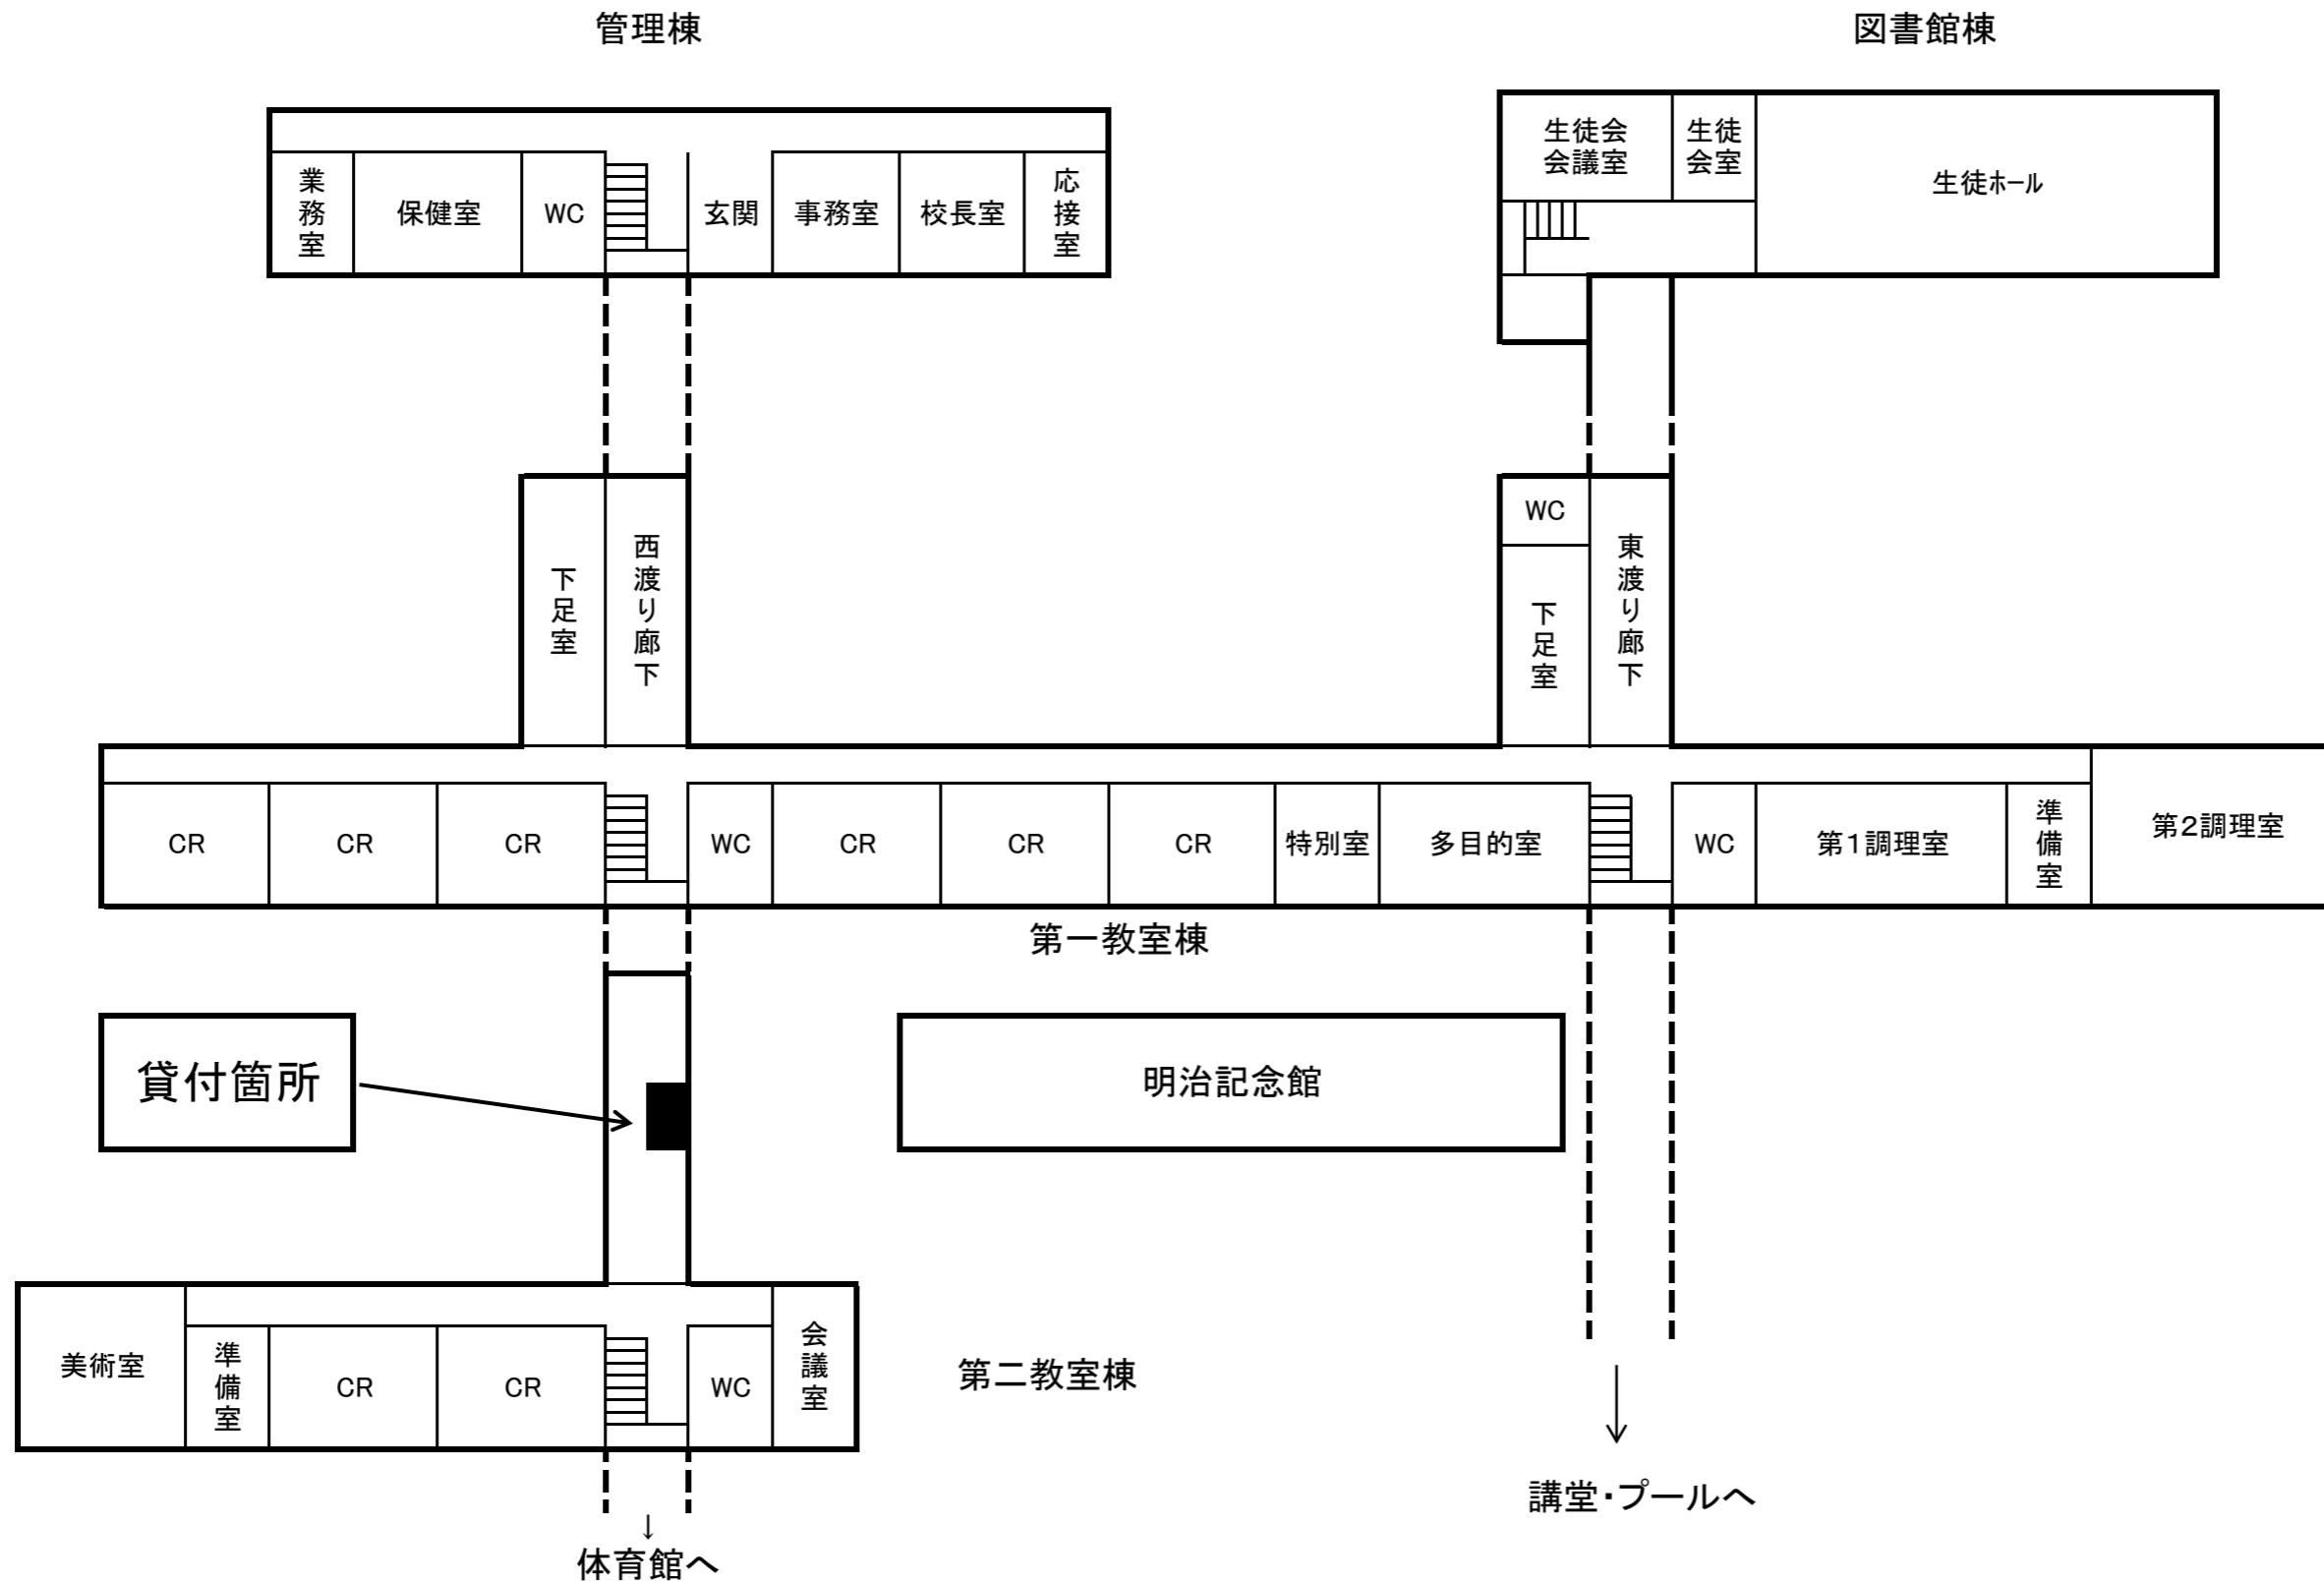 管理棟
図書館棟
業務室
保健室
WC
玄関
事務室
校長室
応接室
生徒会
会議室
生徒
会室
生徒ﾎｰﾙ
下足室
西渡り廊下
WC
下足室
東渡り廊下
CR
CR
CR
WC
CR
CR
CR
特別室
多目的室
WC
第1調理室
準備室
第2調理室
第一教室棟
貸付箇所
明治記念館
美術室
準備室
CR
CR
WC
会議室
第二教室棟
↓
講堂・プールへ
↓
体育館へ